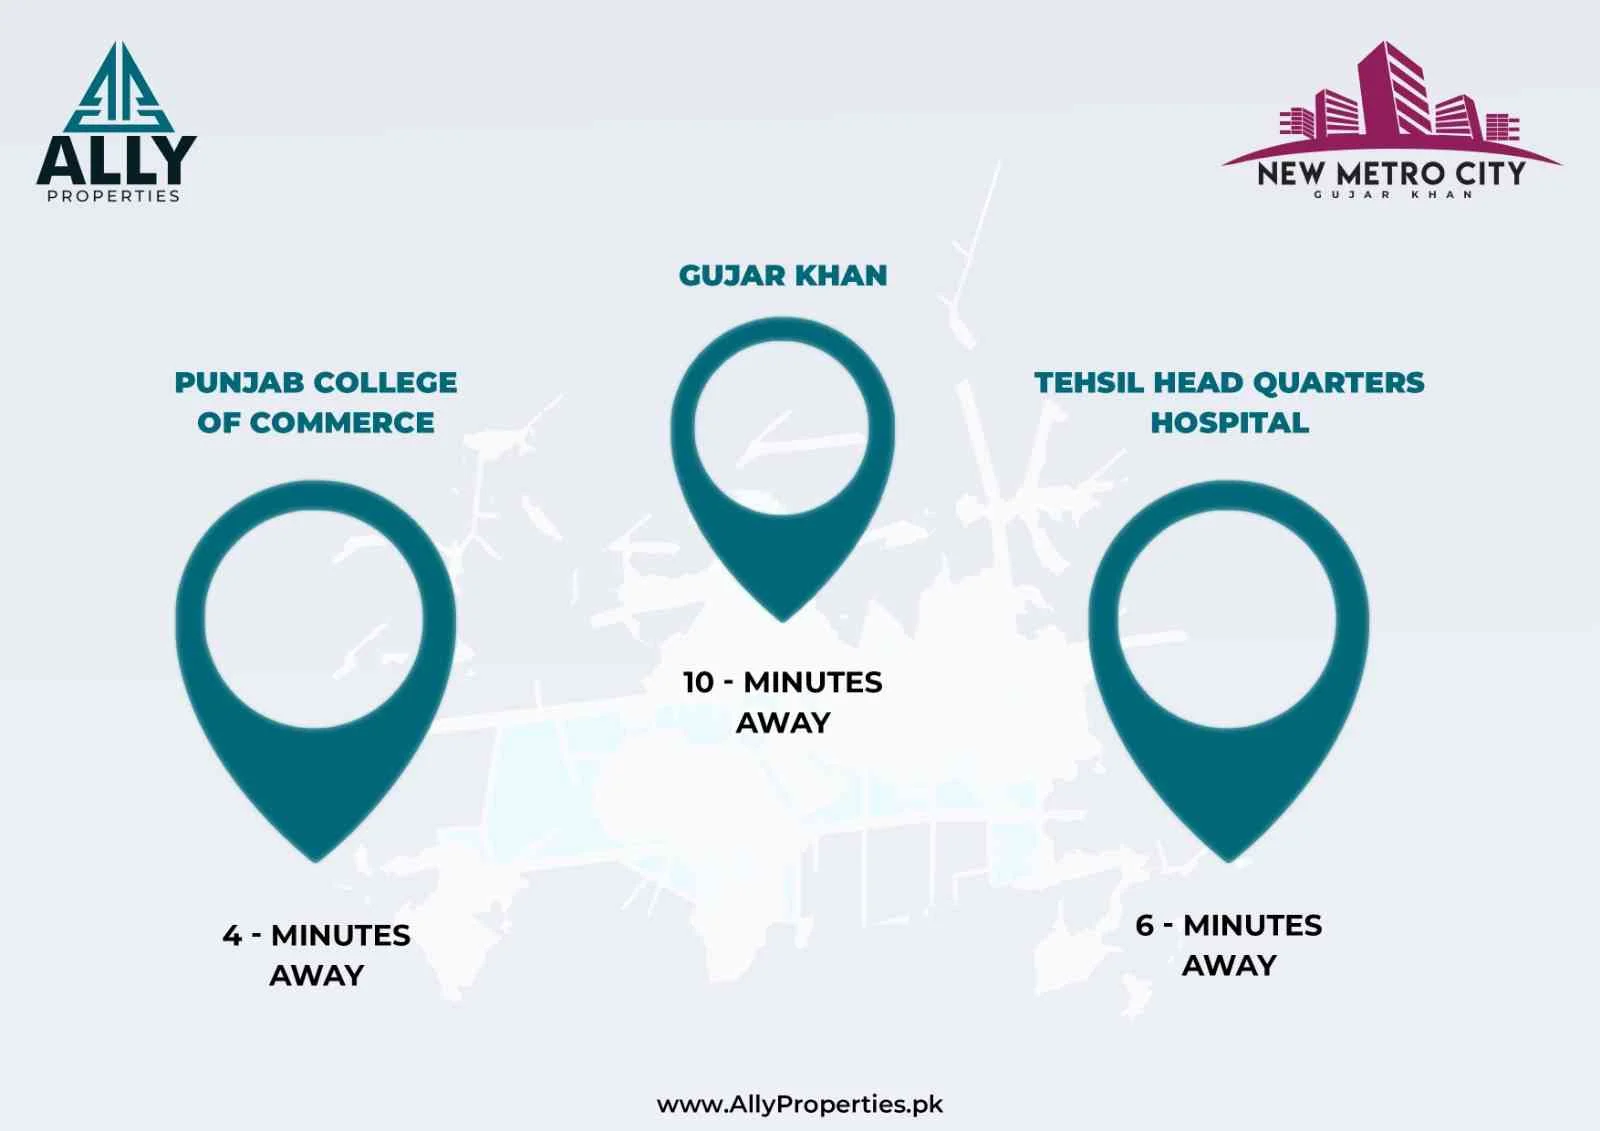 ALLY
PROPERTIES
NEW METRO CITY
GUJAR KHAN
GUJAR KHAN
PUNJAB COLLEGE
OF COMMERCE
TEHSIL HEAD QUARTERS
HOSPITAL
10 - MINUTES
AWAY
4 - MINUTES
AWAY
6 - MINUTES
AWAY
www.AllyProperties.pk